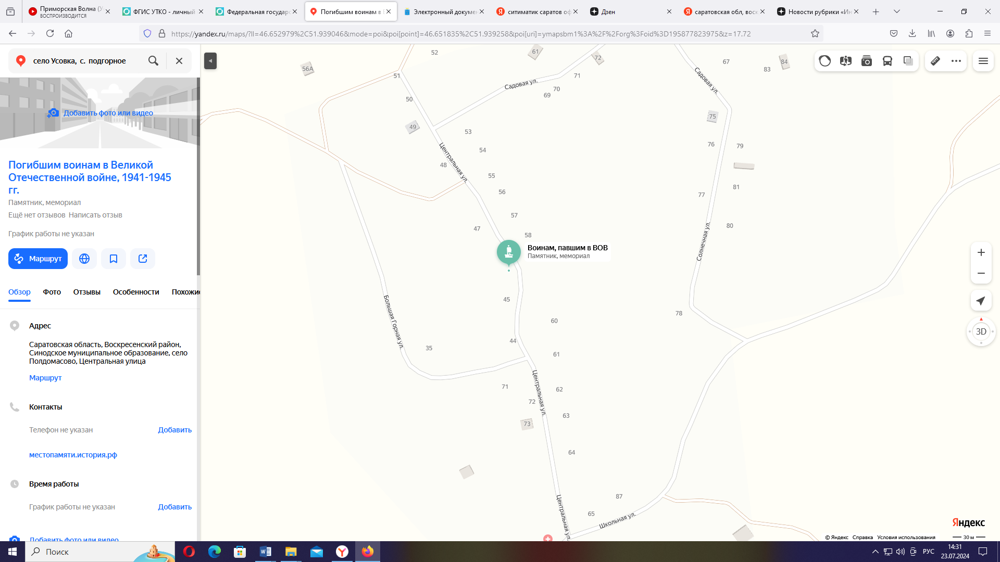 Приморская Волна (У
ВОСПРОИЗВОДИТСЯ
ФГИС УТКО - личный
Федеральная государс
Погибшим воинам в В
Электронный докумен
ситиматик саратов оф
Дзен
саратовская обл, воск
Новости рубрики «Ин
https://yandex.ru/maps/?ll=46.652979%2C51.939046&mode=poi&poi[point]=46.651835%2C51.939258&poi[uri]=ymapsbm1%3A%2F%2Forg%3Foid%3D195877823975&z=17.72
село Усовка, с. подгорное
Добавить фото или видео
Погибшим воинам в Великой
Отечественной войне, 1941-1945
гг.
Памятник, мемориал
Ещё нет отзывов Написать отзыв
График работы не указан
Маршрут
Обзор
Фото
Отзывы
Особенности
Похожие
Адрес
Саратовская область, Воскресенский район,
Синодское муниципальное образование, село
Полдомасово, Центральная улица
Маршрут
Контакты
Телефон не указан
Добавить
местопамяти.история.рф
Время работы
График работы не указан
Добавить
Добавить фото или видео
52
61
72
67
84
83
56А
51
71
Садовая ул.
Садовая ул.
70
69
50
75
49
53
76
79
54
Центральная ул.
48
55
81
56
77
57
80
47
58
Солнечная ул.
Воинам, павшим в ВОВ
Памятник, мемориал
45
78
60
Большая Горная ул.
44
35
61
Центральная ул.
71
62
72
63
73
64
87
Центральная ул.
65
Школьная ул.
3D
Яндекс
© Яндекс Справка Условия использования
30 м
Поиск
РУС
14:31
23.07.2024